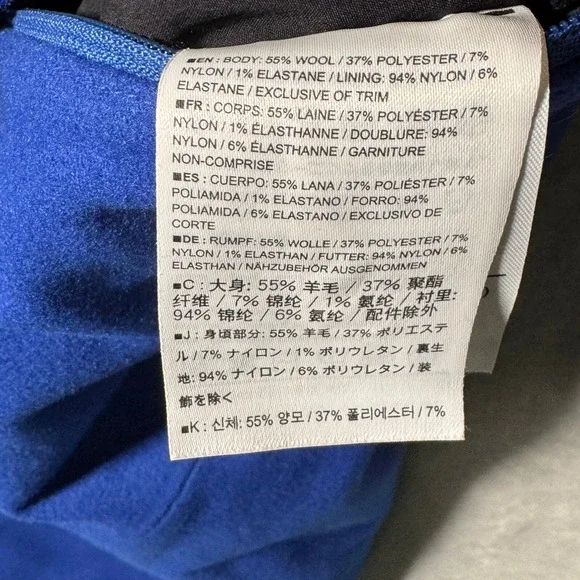 ■EN: BODY: 55% WOOL / 37% POLYESTER / 7%
NYLON / 1% ELASTANE / LINING: 94% NYLON / 6%
ELASTANE / EXCLUSIVE OF TRIM
■FR : CORPS: 55% LAINE / 37% POLYÉSTER / 7%
NYLON / 1% ÉLASTHANNE / DOUBLURE: 94%
NYLON / 6% ÉLASTHANNE / GARNITURE
NON-COMPRISE
■ES : CUERPO: 55% LANA / 37% POLIÉSTER / 7%
POLIAMIDA / 1% ELASTANO / FORRO: 94%
POLIAMIDA / 6% ELASTANO / EXCLUSIVO DE
CORTE
■DE : RUMPF: 55% WOLLE / 37% POLYESTER / 7%
NYLON / 1% ELASTHAN / FUTTER: 94% NYLON / 6%
ELASTHAN / NÄHZUBEHÖR AUSGENOMMEN
■C : 大身: 55% 羊毛 / 37% 聚酯
纤维 / 7% 锦纶 / 1% 氨纶 / 衬里:
94% 锦纶 / 6% 氨纶 / 配件除外
■J : 身頃部分: 55% 羊毛 / 37% ポリエステ
ル / 7% ナイロン / 1% ポリウレタン / 裏生
地: 94% ナイロン / 6% ポリウレタン / 装
飾を除く
■K : 신체: 55% 양모 / 37% 폴리에스터 / 7%